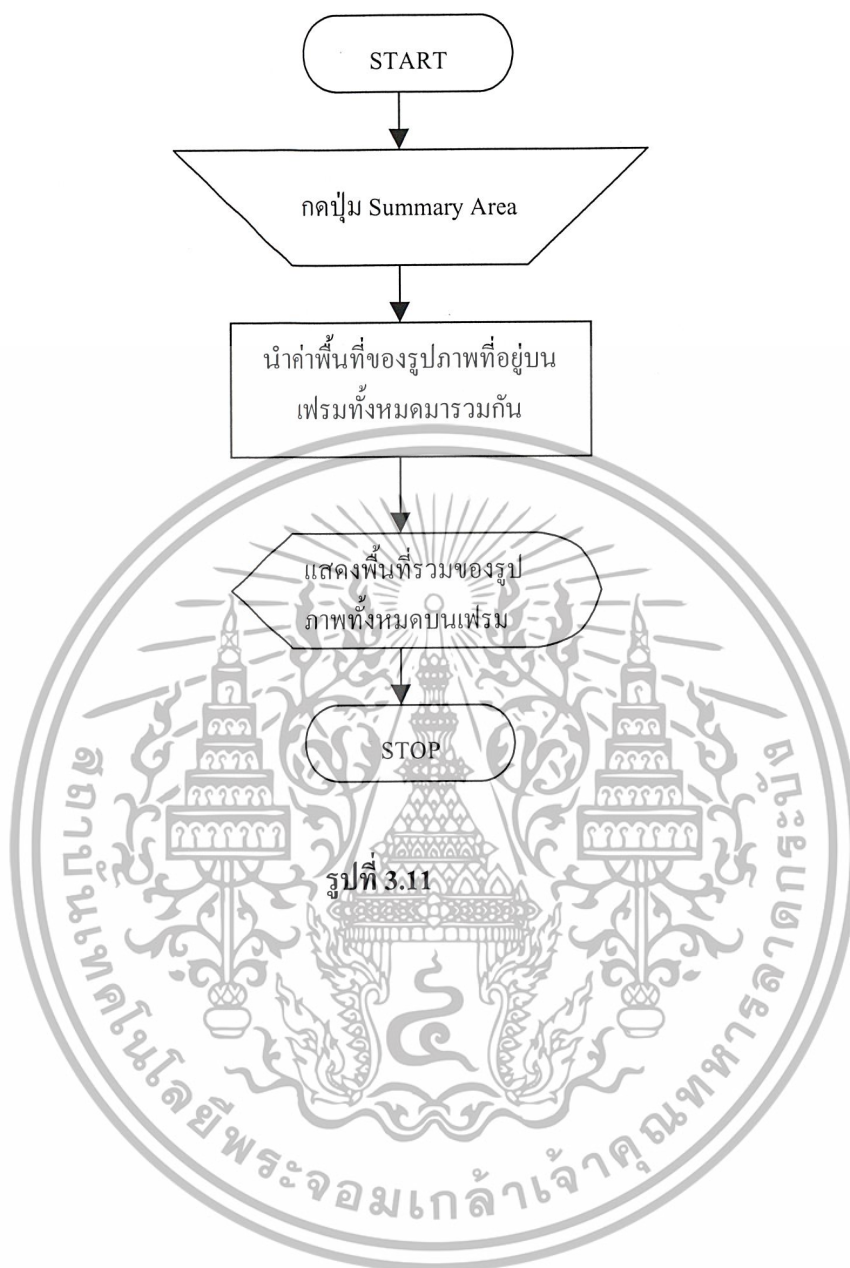 START
กดปุ่ม Summary Area
นำค่าพื้นที่ของรูปภาพที่อยู่บน
เฟรมทั้งหมดมารวมกัน
แสดงพื้นที่รวมของรูป
ภาพทั้งหมดบนเฟรม
STOP
รูปที่ 3.11
สถาบันเทคโนโลยีพระจอมเกล้าเจ้าคุณทหารลาดกระบัง